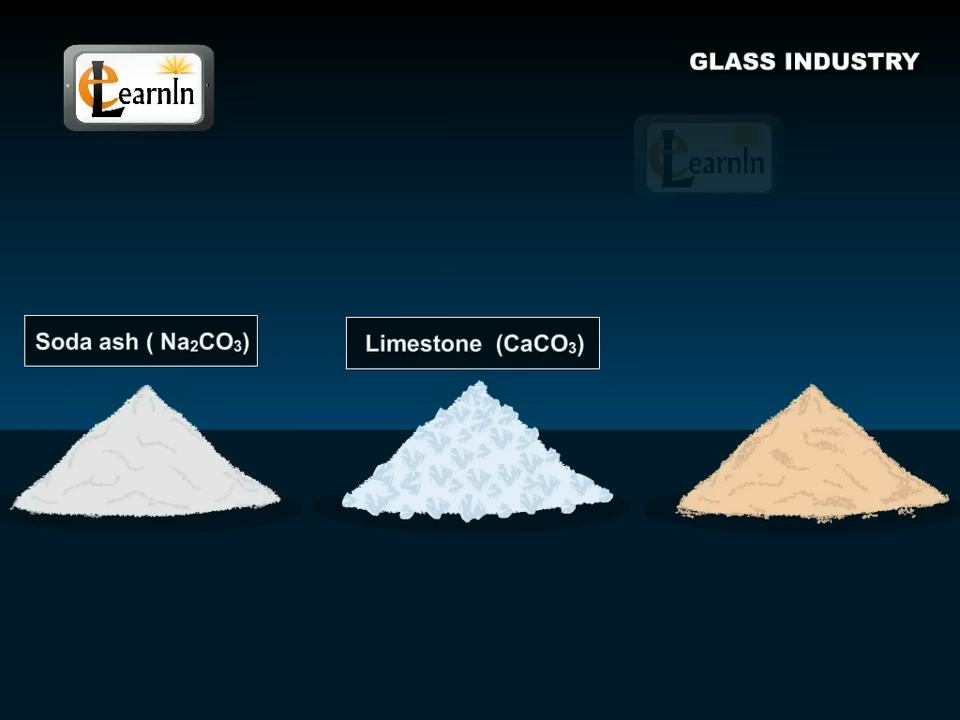 eLearnIn
GLASS INDUSTRY
eLearnIn
Soda ash ( Na₂CO₃)
Limestone (CaCO₃)